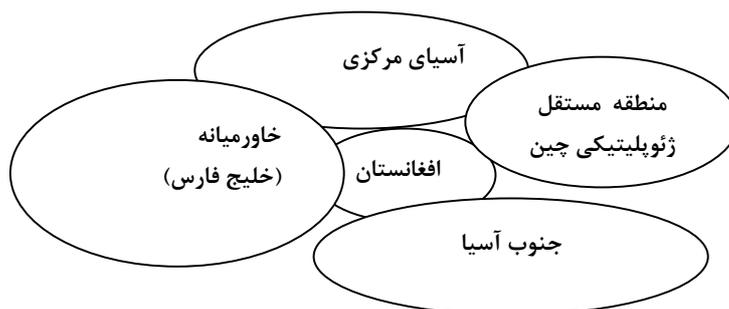 آسیای مرکزی
منطقه مستقل
ژئوپلیتیکی چین
خاورمیانه
(خلیج فارس)
افغانستان
جنوب آسیا